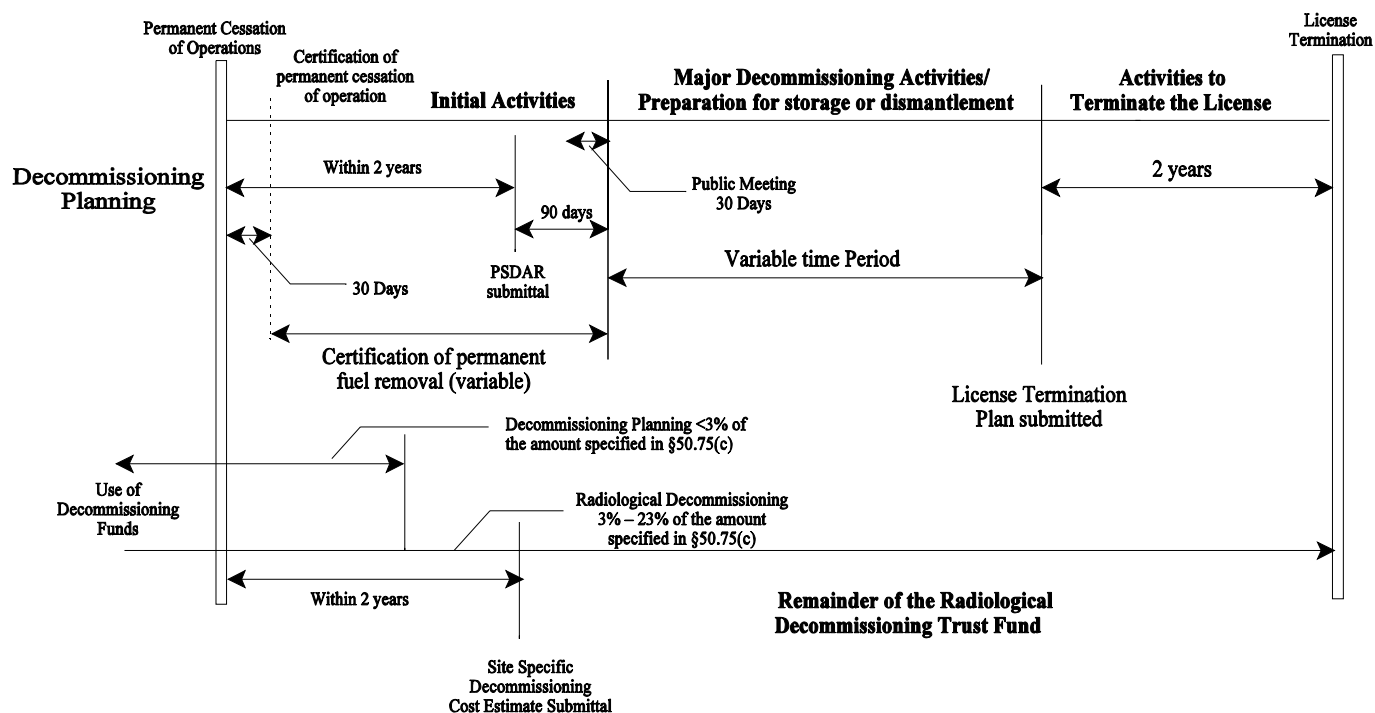 Permanent Cessation
of Operations
License
Termination
Certification of
permanent cessation
of operation
Initial Activities
Major Decommissioning Activities/
Preparation for storage or dismantlement
Activities to
Terminate the License
Decommissioning
Planning
Within 2 years
Public Meeting
30 Days
2 years
90 days
30 Days
PSDAR
submittal
Variable time Period
Certification of permanent
fuel removal (variable)
License Termination
Plan submitted
Decommissioning Planning <3% of
the amount specified in §50.75(c)
Use of
Decommissioning
Funds
Radiological Decommissioning
3% – 23% of the amount
specified in §50.75(c)
Within 2 years
Remainder of the Radiological
Decommissioning Trust Fund
Site Specific
Decommissioning
Cost Estimate Submittal